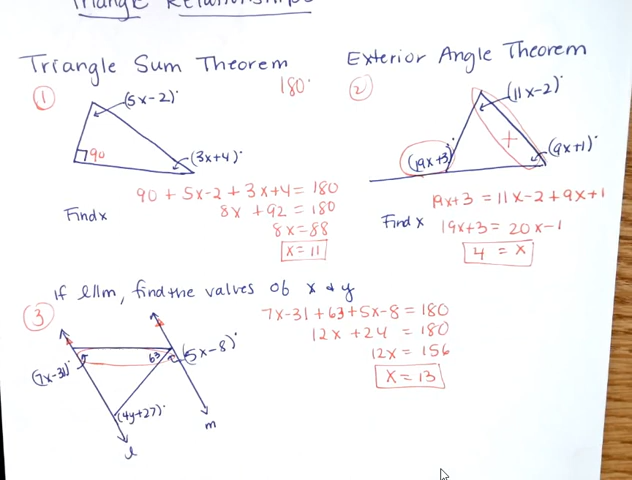 Triangle Relationships
Triangle Sum Theorem
180°
①
(5x-2)°
90
(3x+4)°
90 + 5x-2 + 3x+4 = 180
Find x
8x + 92 = 180
8x = 88
x = 11
Exterior Angle Theorem
②
(11x-2)°
+
(19x+3)°
(9x+1)°
19x+3 = 11x-2 + 9x+1
Find x
19x+3 = 20x-1
4 = x
If l||m, find the valves of x & y
③
(7x-31)°
63°
(5x-8)°
(4y+27)°
l
m
7x-31 + 63 + 5x-8 = 180
12x + 24 = 180
12x = 156
x = 13